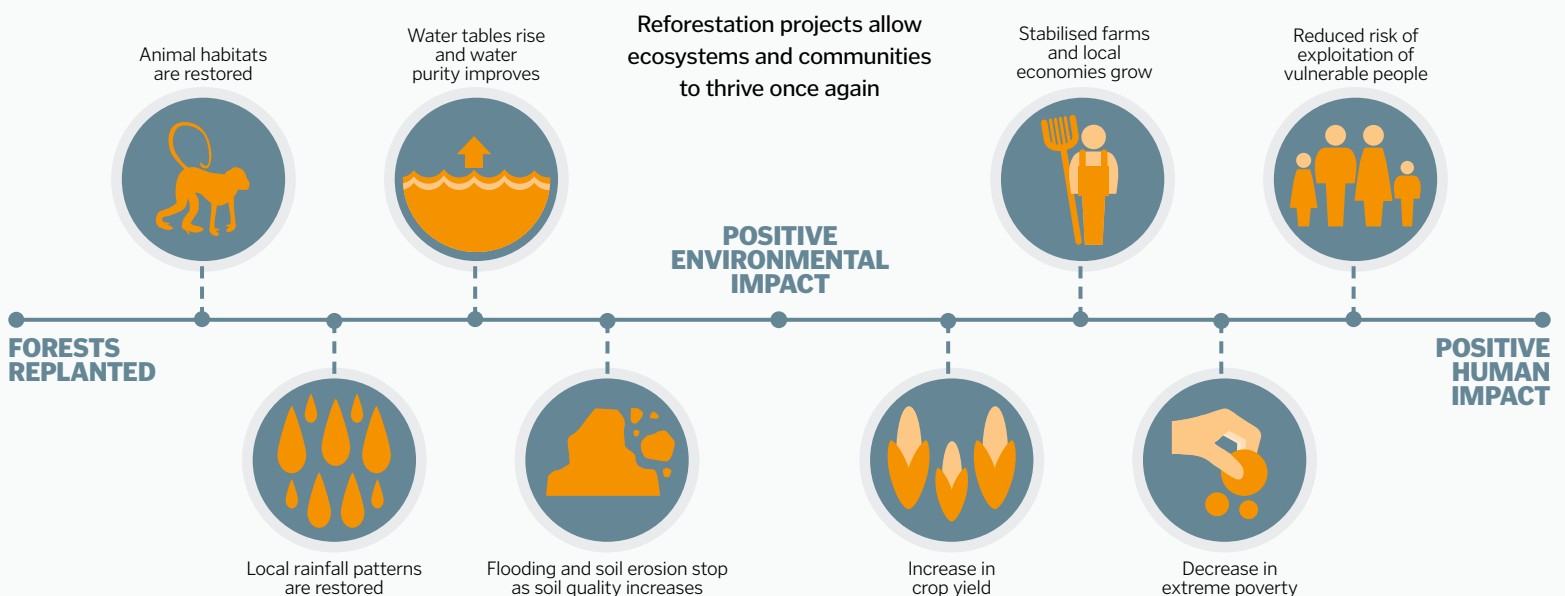 Reforestation projects allow
ecosystems and communities
to thrive once again
FORESTS
REPLANTED
Animal habitats
are restored
Local rainfall patterns
are restored
Water tables rise
and water
purity improves
Flooding and soil erosion stop
as soil quality increases
POSITIVE
ENVIRONMENTAL
IMPACT
Increase in
crop yield
Stabilised farms
and local
economies grow
Decrease in
extreme poverty
Reduced risk of
exploitation of
vulnerable people
POSITIVE
HUMAN
IMPACT